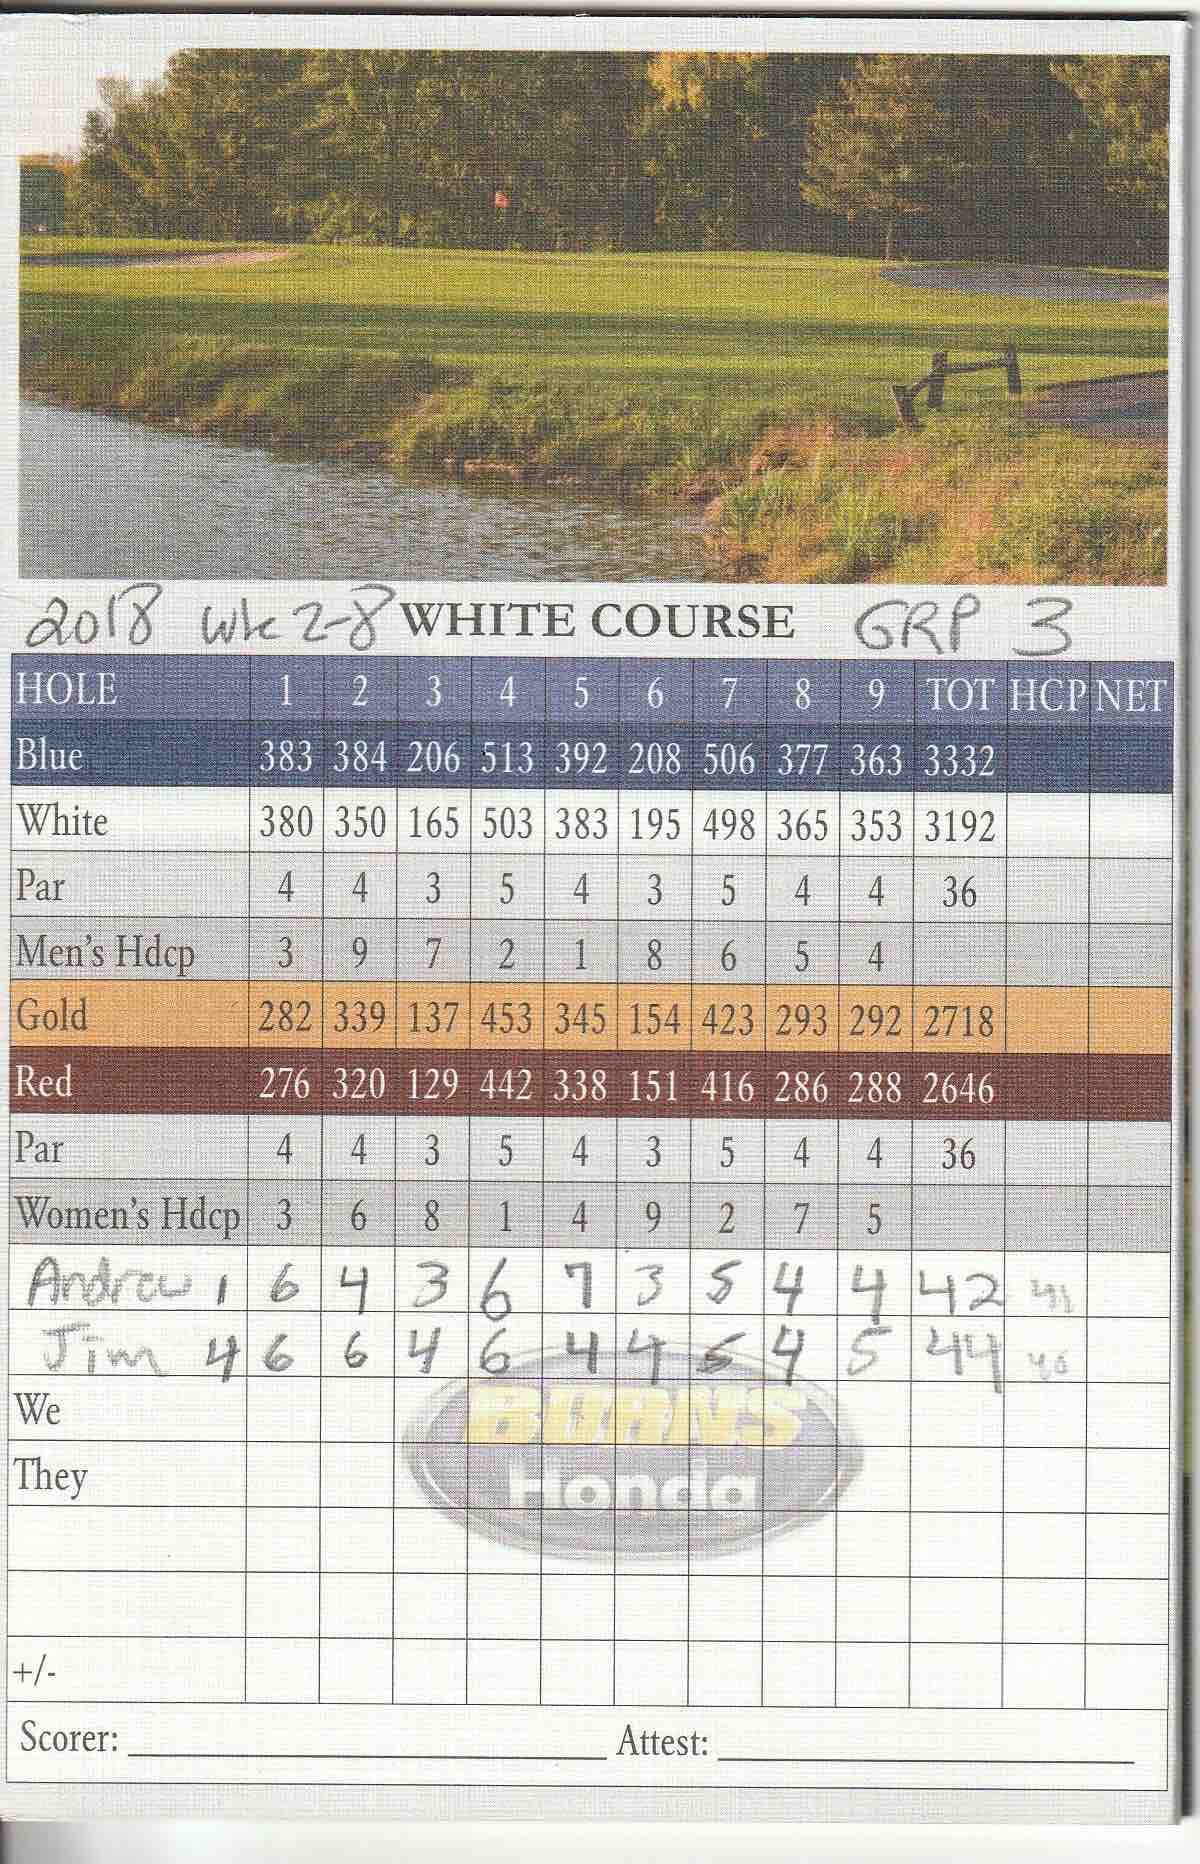 2018 wk 2-8 WHITE COURSE GRP 3
HOLE 1 2 3 4 5 6 7 8 9 TOT HCP NET
Blue 383 384 206 513 392 208 506 377 363 3332
White 380 350 165 503 383 195 498 365 353 3192
Par 4 4 3 5 4 3 5 4 4 36
Men's Hdcp 3 9 7 2 1 8 6 5 4
Gold 282 339 137 453 345 154 423 293 292 2718
Red 276 320 129 442 338 151 416 286 288 2646
Par 4 4 3 5 4 3 5 4 4 36
Women's Hdcp 3 6 8 1 4 9 2 7 5
Andrew 1 6 4 3 6 7 3 5 4 4 42
Jim 4 6 6 4 6 4 4 5 4 5 44
We
BURNS
They
Honda
+/-
Scorer: Attest: